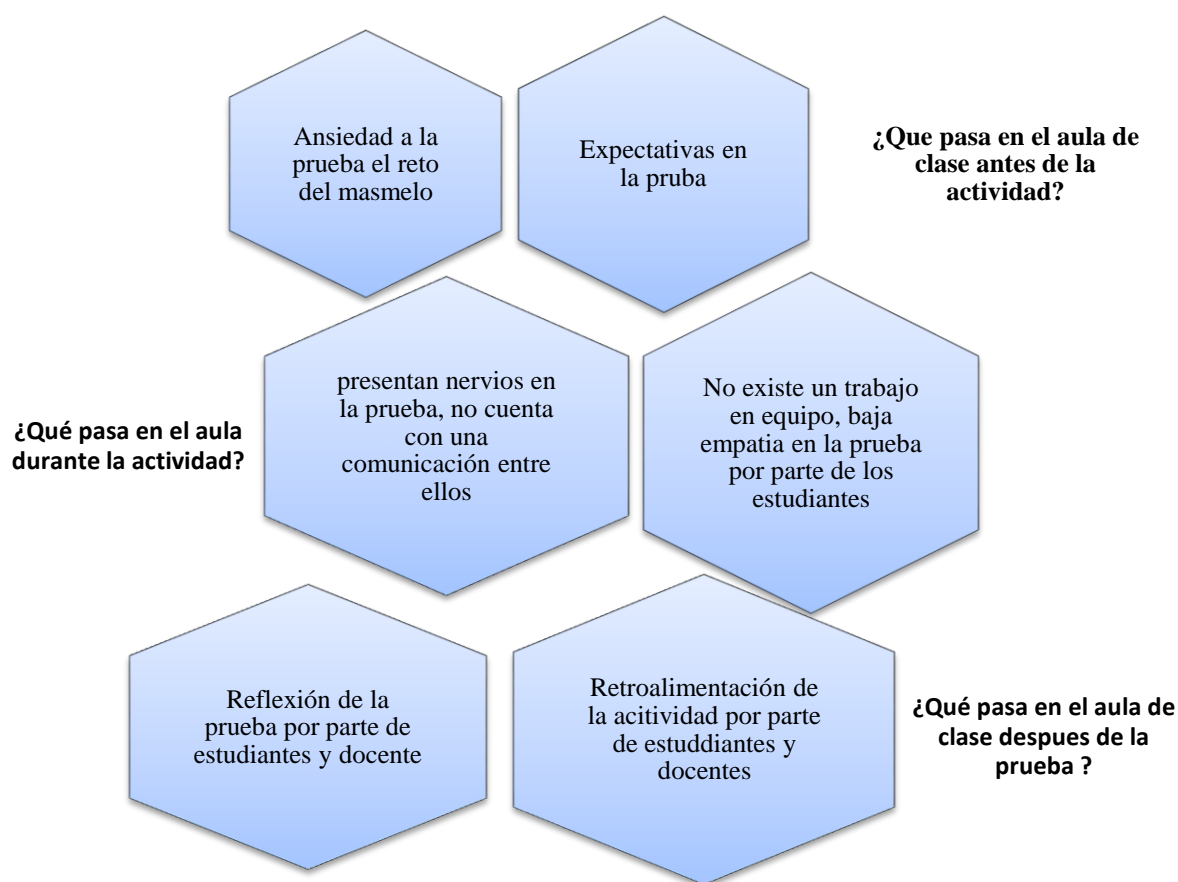 Ansiedad a la
prueba el reto
del masmelo
Expectativas en
la pruba
¿Que pasa en el aula de
clase antes de la
actividad?
¿Qué pasa en el aula
durante la actividad?
presentan nervios en
la prueba, no cuenta
con una
comunicación entre
ellos
No existe un trabajo
en equipo, baja
empatia en la prueba
por parte de los
estudiantes
Reflexión de la
prueba por parte de
estudiantes y docente
Retroalimentación de
la acitividad por parte
de estuddiantes y
docentes
¿Qué pasa en el aula de
clase despues de la
prueba ?